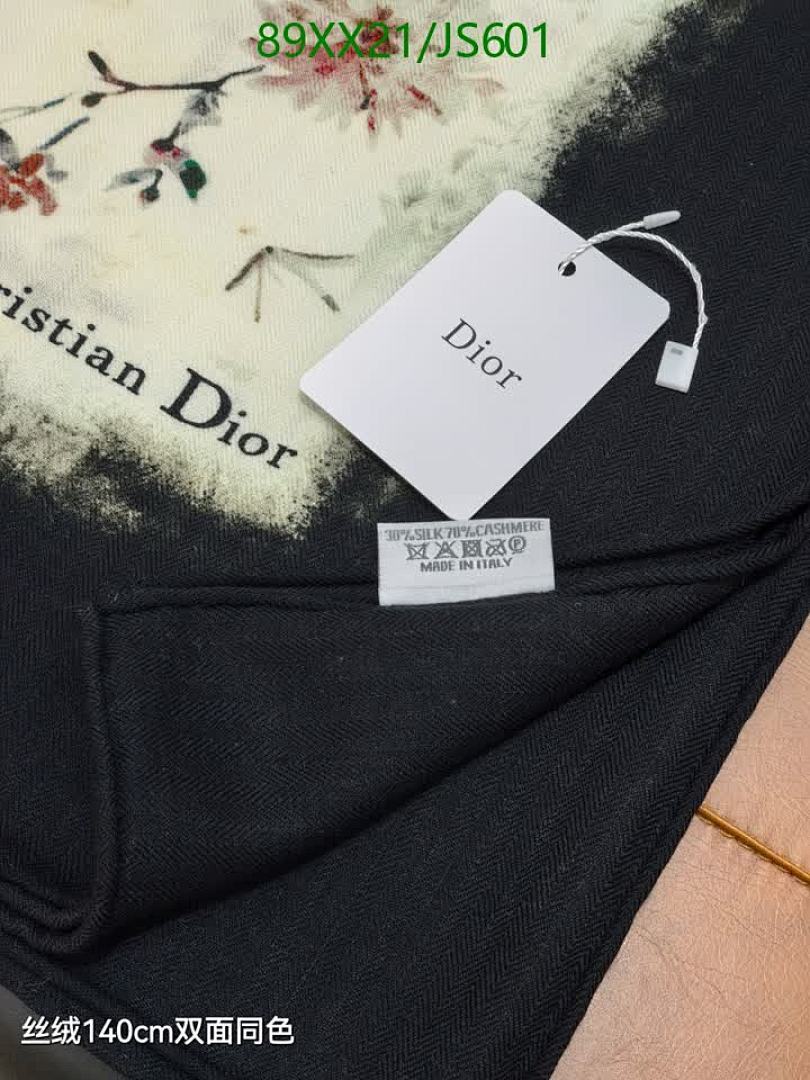 89XX21/JS601
ristian Dior
Dior
30%SILK 70%CASHMERE
MADE IN ITALY
丝绒140cm双面同色